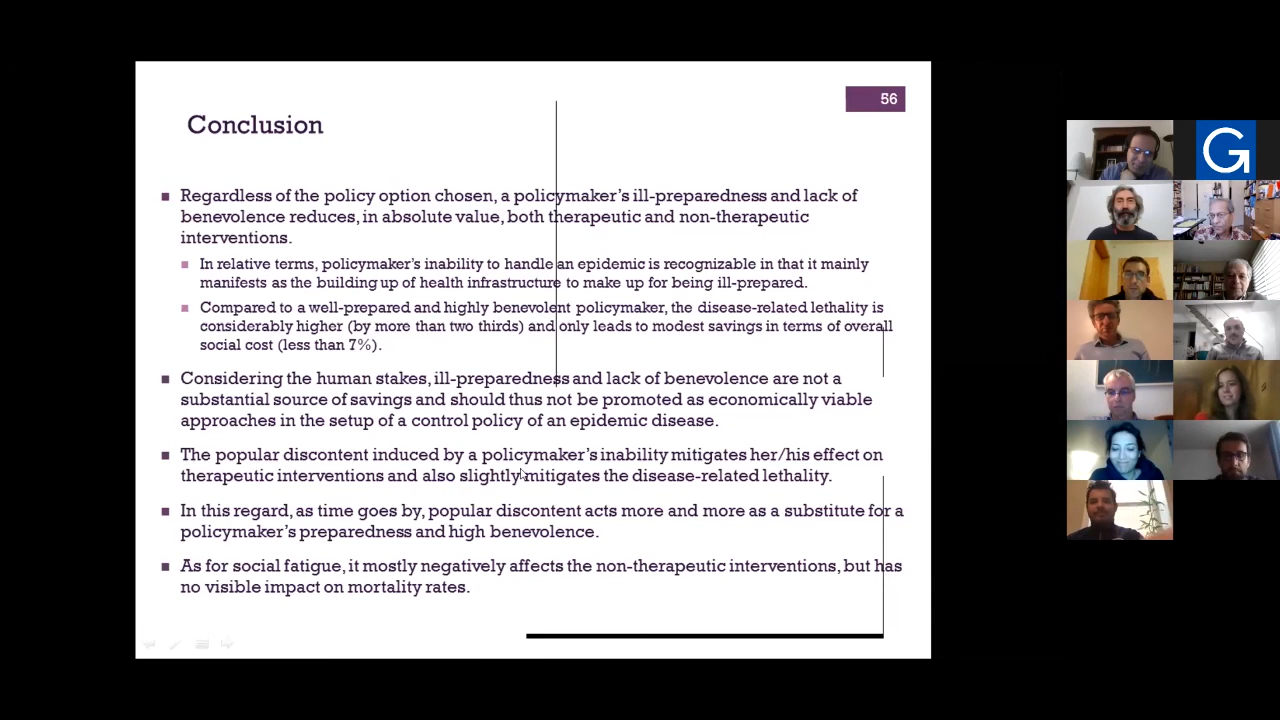 56
Conclusion
Regardless of the policy option chosen, a policymaker's ill-preparedness and lack of
benevolence reduces, in absolute value, both therapeutic and non-therapeutic
interventions.
In relative terms, policymaker's inability to handle an epidemic is recognizable in that it mainly
manifests as the building up of health infrastructure to make up for being ill-prepared.
Compared to a well-prepared and highly benevolent policymaker, the disease-related lethality is
considerably higher (by more than two thirds) and only leads to modest savings in terms of overall
social cost (less than 7%).
Considering the human stakes, ill-preparedness and lack of benevolence are not a
substantial source of savings and should thus not be promoted as economically viable
approaches in the setup of a control policy of an epidemic disease.
The popular discontent induced by a policymaker's inability mitigates her/his effect on
therapeutic interventions and also slightly mitigates the disease-related lethality.
In this regard, as time goes by, popular discontent acts more and more as a substitute for a
policymaker's preparedness and high benevolence.
As for social fatigue, it mostly negatively affects the non-therapeutic interventions, but has
no visible impact on mortality rates.
G